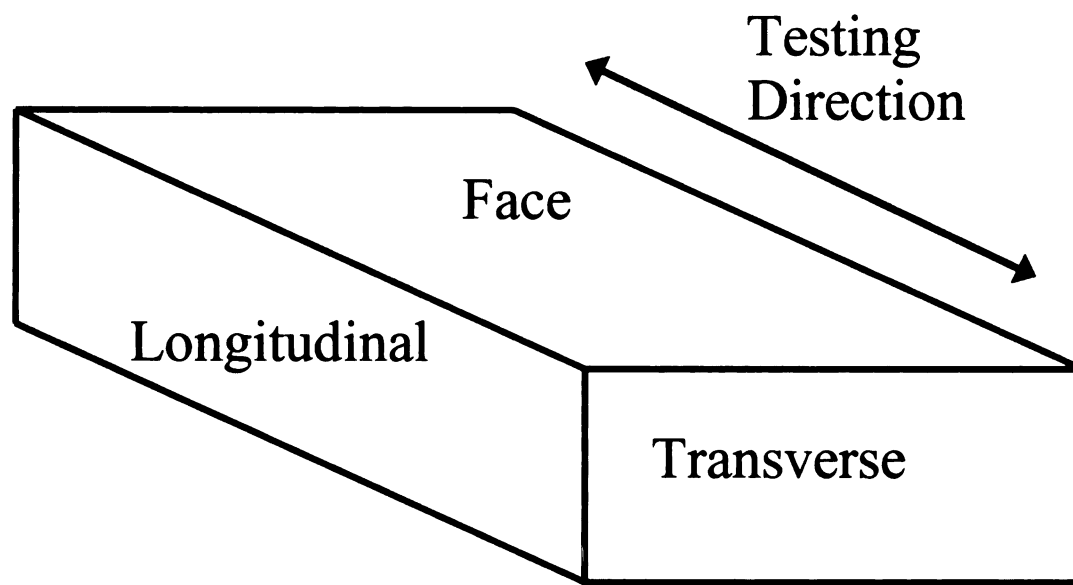 Testing
Direction
Face
Longitudinal
Transverse